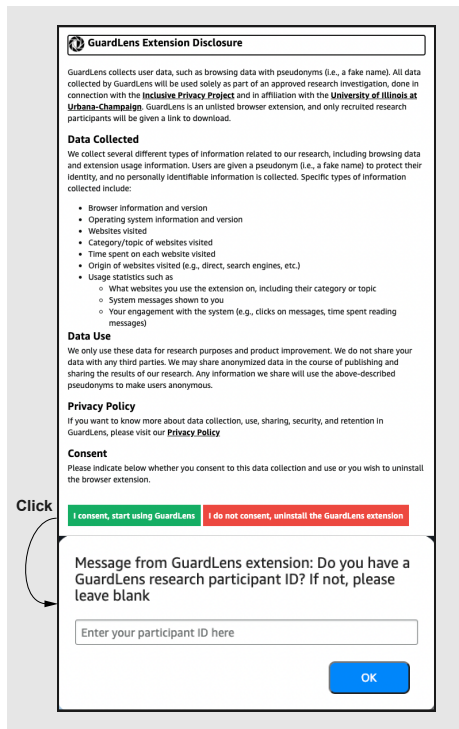 GuardLens Extension Disclosure
GuardLens collects user data, such as browsing data with pseudonyms (i.e., a fake name). All data
collected by GuardLens will be used solely as part of an approved research investigation, done in
connection with the Inclusive Privacy Project and in affiliation with the University of Illinois at
Urbana-Champaign. GuardLens is an unlisted browser extension, and only recruited research
participants will be given a link to download.
Data Collected
We collect several different types of information related to our research, including browsing data
and extension usage information. Users are given a pseudonym (i.e., a fake name) to protect their
identity, and no personally identifiable information is collected. Specific types of information
collected include:
• Browser information and version
• Operating system information and version
• Websites visited
• Category/topic of websites visited
• Time spent on each website visited
• Origin of websites visited (e.g., direct, search engines, etc.)
• Usage statistics such as
◦ What websites you use the extension on, including their category or topic
◦ System messages shown to you
◦ Your engagement with the system (e.g., clicks on messages, time spent reading
messages)
Data Use
We only use these data for research purposes and product improvement. We do not share your
data with any third parties. We may share anonymized data in the course of publishing and
sharing the results of our research. Any information we share will use the above-described
pseudonyms to make users anonymous.
Privacy Policy
If you want to know more about data collection, use, sharing, security, and retention in
GuardLens, please visit our Privacy Policy
Consent
Please indicate below whether you consent to this data collection and use or you wish to uninstall
the browser extension.
Click
I consent, start using GuardLens
I do not consent, uninstall the GuardLens extension
Message from GuardLens extension: Do you have a
GuardLens research participant ID? If not, please
leave blank
Enter your participant ID here
OK